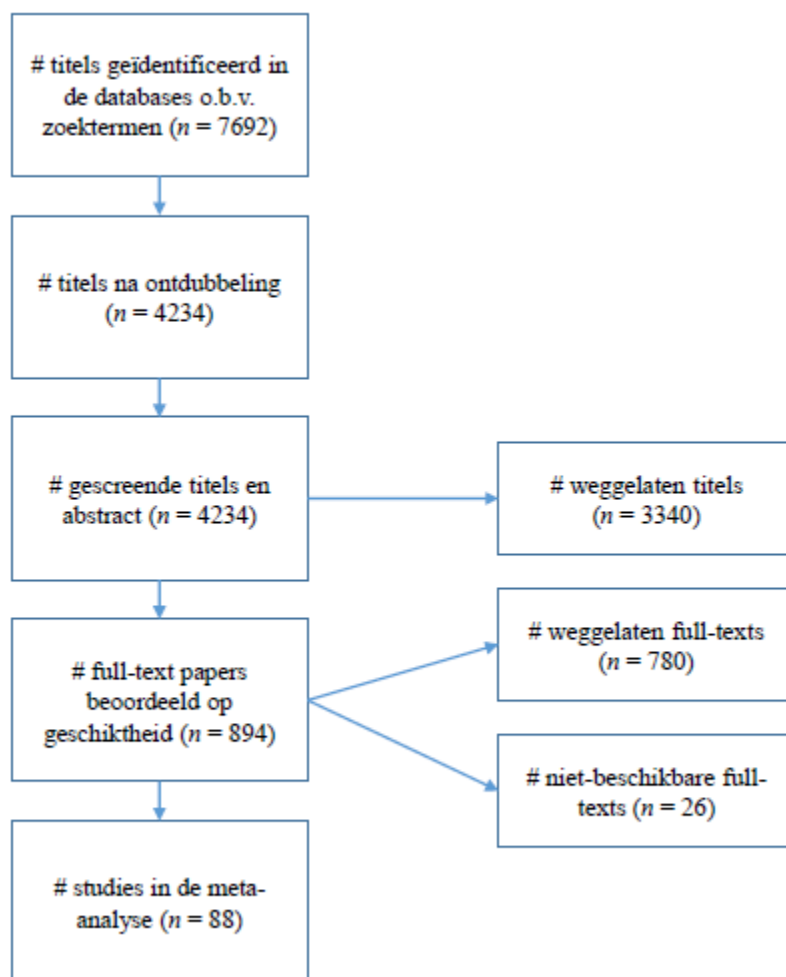 # titels geïdentificeerd in
de databases o.b.v.
zoektermen (n = 7692)
# titels na ontdubbeling
(n = 4234)
# gescreende titels en
abstract (n = 4234)
# weggelaten titels
(n = 3340)
# full-text papers
beoordeeld op
geschiktheid (n = 894)
# weggelaten full-texts
(n = 780)
# niet-beschikbare full-
texts (n = 26)
# studies in de meta-
analyse (n = 88)